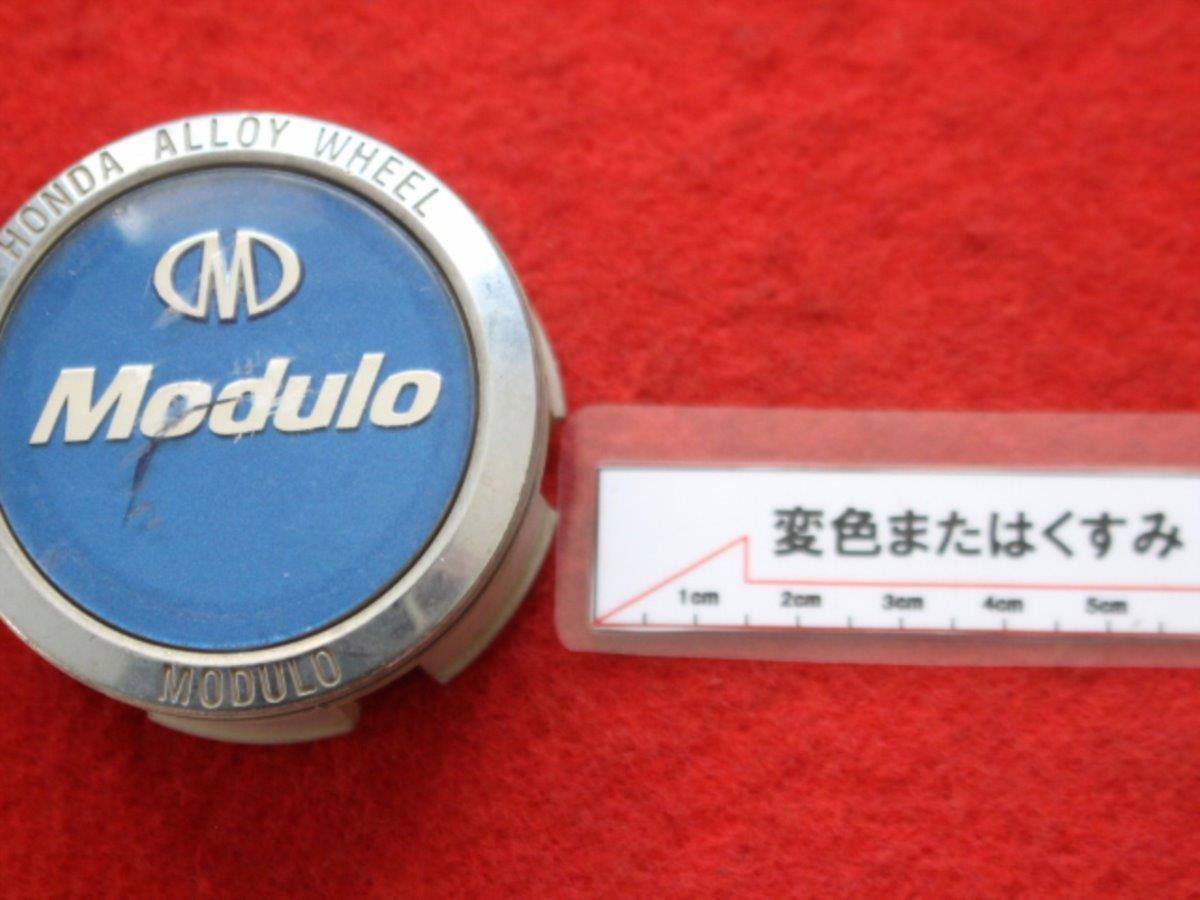 HONDA ALLOY WHEEL
M
Modulo
MODULO
変色またはくすみ
1cm 2cm 3cm 4cm 5cm